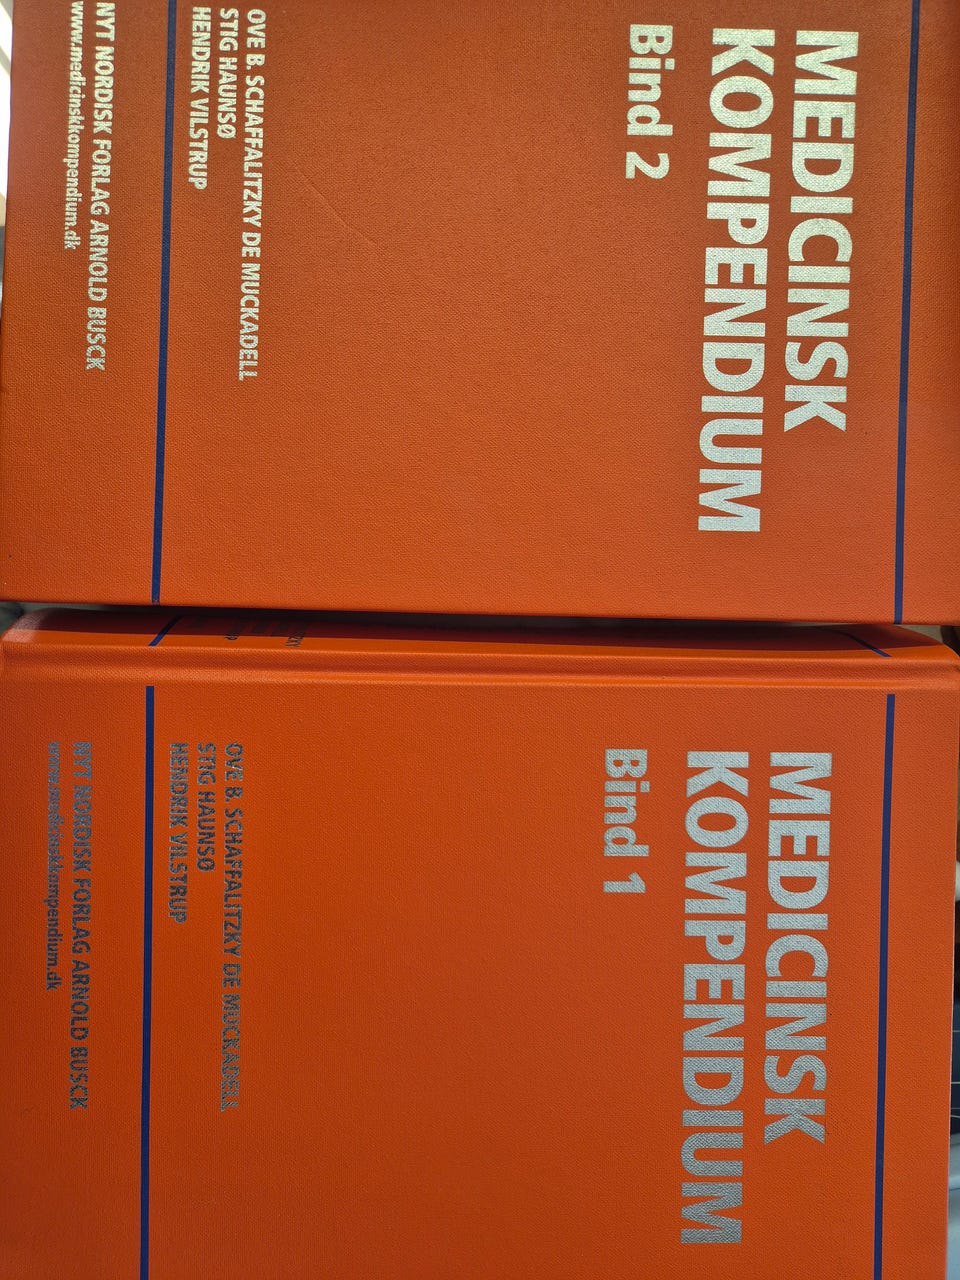 MEDICINSK
KOMPENDIUM
Bind 2
OVE B. SCHAFFALITZKY DE MUCKADELL
STIG HAUNSØ
HENDRIK VILSTRUP
NYT NORDISK FORLAG ARNOLD BUSCK
www.medicinskkompendium.dk
MEDICINSK
KOMPENDIUM
Bind 1
OVE B. SCHAFFALITZKY DE MUCKADELL
STIG HAUNSØ
HENDRIK VILSTRUP
NYT NORDISK FORLAG ARNOLD BUSCK
www.medicinskkompendium.dk